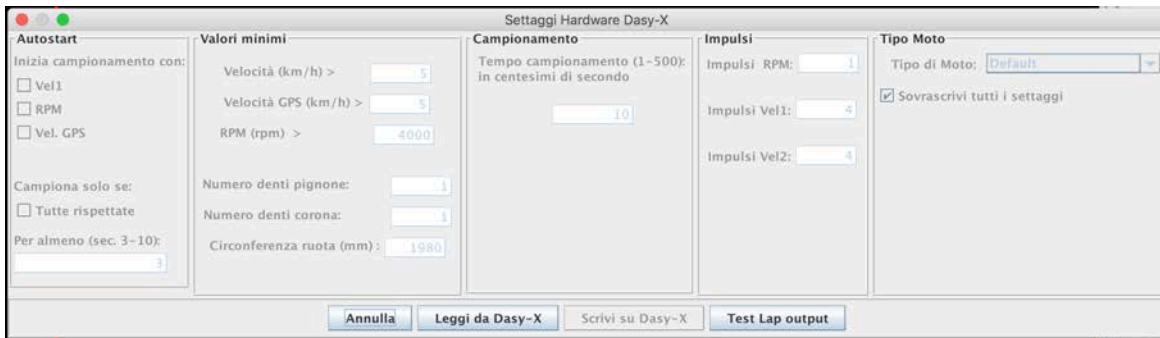 Settaggi Hardware Dasy-X
Autostart
Inizia campionamento con:
Vel1
RPM
Vel. GPS
Campiona solo se:
Tutte rispettate
Per almeno (sec. 3-10):
3
Valori minimi
Velocità (km/h) > 5
Velocità GPS (km/h) > 5
RPM (rpm) > 4000
Numero denti pignone: 1
Numero denti corona: 1
Circonferenza ruota (mm) : 1980
Campionamento
Tempo campionamento (1-500):
in centesimi di secondo
10
Impulsi
Impulsi RPM: 1
Impulsi Vel1: 4
Impulsi Vel2: 4
Tipo Moto
Tipo di Moto: Default
Sovrascrivi tutti i settaggi
Annulla Leggi da Dasy-X Scrivi su Dasy-X Test Lap output